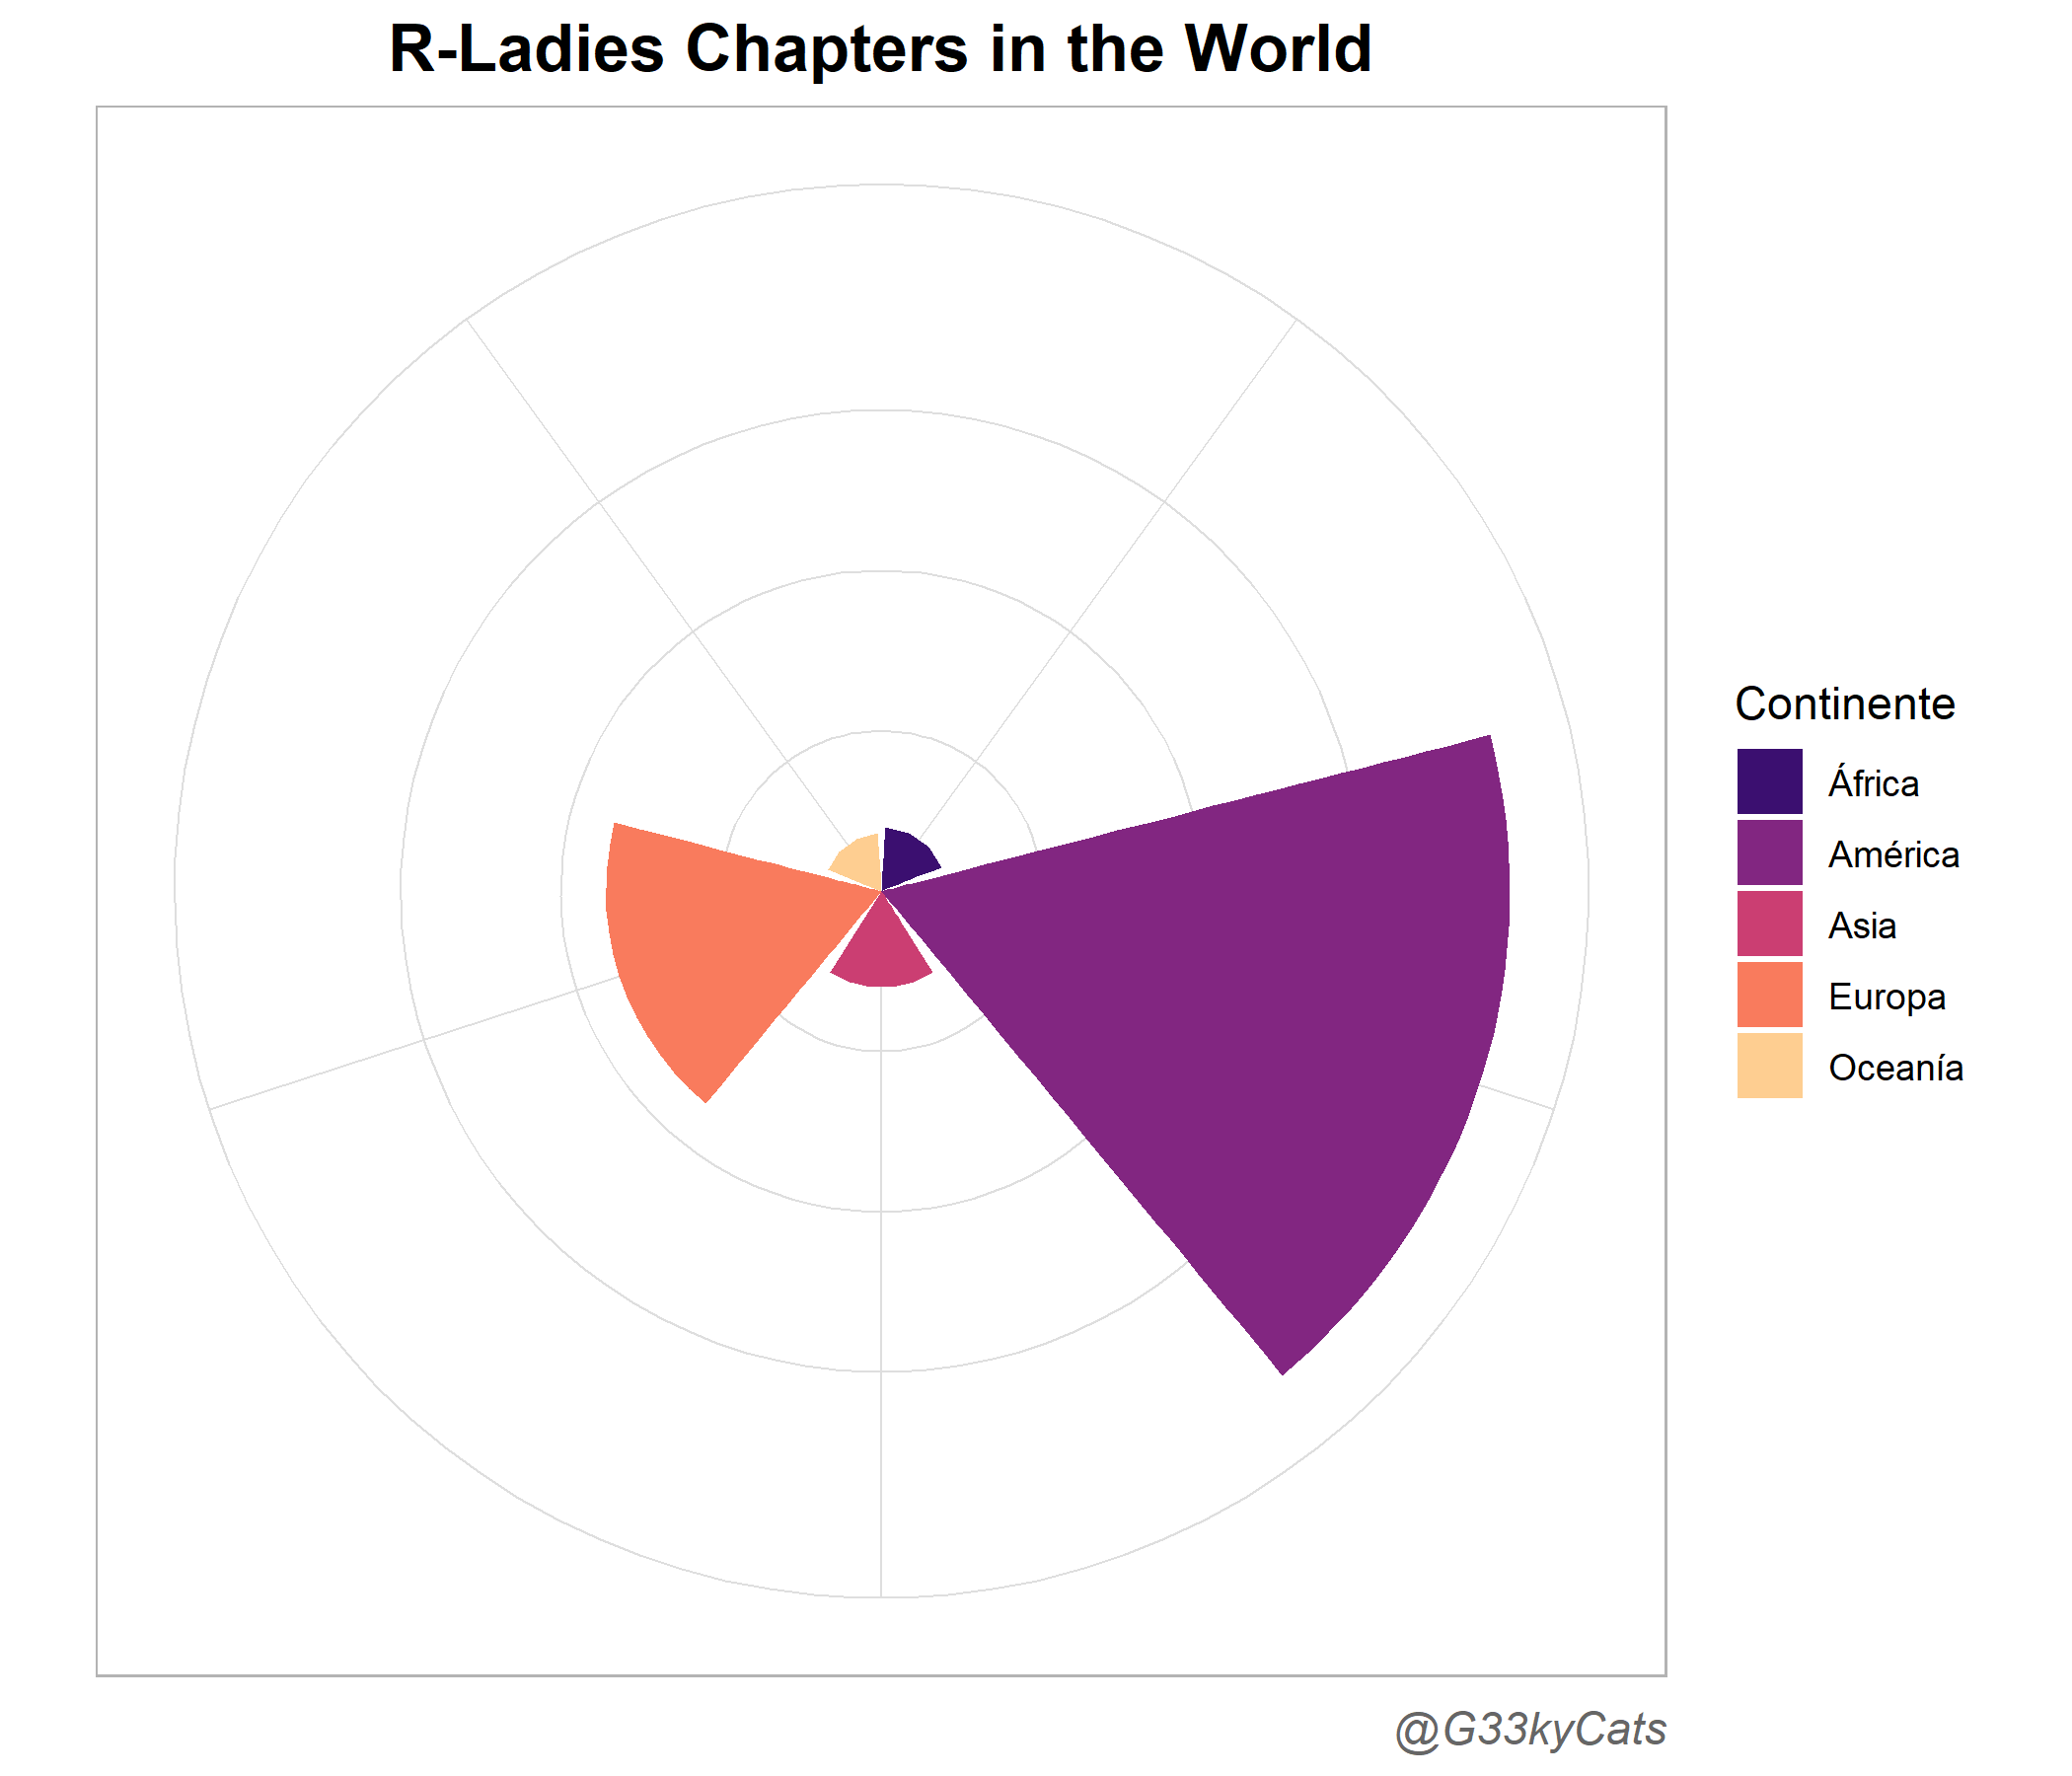 R-Ladies Chapters in the World
Continente
África
América
Asia
Europa
Oceanía
@G33kyCats